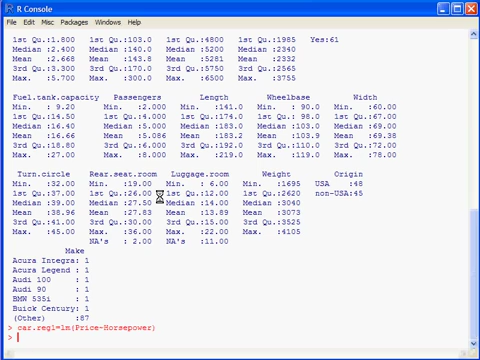 R Console
File Edit Misc Packages Windows Help
1st Qu.:1.800 1st Qu.:103.0 1st Qu.:4800 1st Qu.:1985 Yes:61
Median :2.400 Median :140.0 Median :5200 Median :2340
Mean :2.668 Mean :143.8 Mean :5281 Mean :2332
3rd Qu.:3.300 3rd Qu.:170.0 3rd Qu.:5750 3rd Qu.:2565
Max. :5.700 Max. :300.0 Max. :6500 Max. :3755
Fuel.tank.capacity Passengers Length Wheelbase Width
Min. : 9.20 Min. :2.000 Min. :141.0 Min. : 90.0 Min. :60.00
1st Qu.:14.50 1st Qu.:4.000 1st Qu.:174.0 1st Qu.: 98.0 1st Qu.:67.00
Median :16.40 Median :5.000 Median :183.0 Median :103.0 Median :69.00
Mean :16.66 Mean :5.086 Mean :183.2 Mean :103.9 Mean :69.38
3rd Qu.:18.80 3rd Qu.:6.000 3rd Qu.:192.0 3rd Qu.:110.0 3rd Qu.:72.00
Max. :27.00 Max. :8.000 Max. :219.0 Max. :119.0 Max. :78.00
Turn.circle Rear.seat.room Luggage.room Weight Origin
Min. :32.00 Min. :19.00 Min. : 6.00 Min. :1695 USA :48
1st Qu.:37.00 1st Qu.:26.00 1st Qu.:12.00 1st Qu.:2620 non-USA:45
Median :39.00 Median :27.50 Median :14.00 Median :3040
Mean :38.96 Mean :27.83 Mean :13.89 Mean :3073
3rd Qu.:41.00 3rd Qu.:30.00 3rd Qu.:15.00 3rd Qu.:3525
Max. :45.00 Max. :36.00 Max. :22.00 Max. :4105
NA's : 2.00 NA's :11.00
Make
Acura Integra: 1
Acura Legend : 1
Audi 100 : 1
Audi 90 : 1
BMW 535i : 1
Buick Century: 1
(Other) :87
> car.reg1=lm(Price~Horsepower)
>